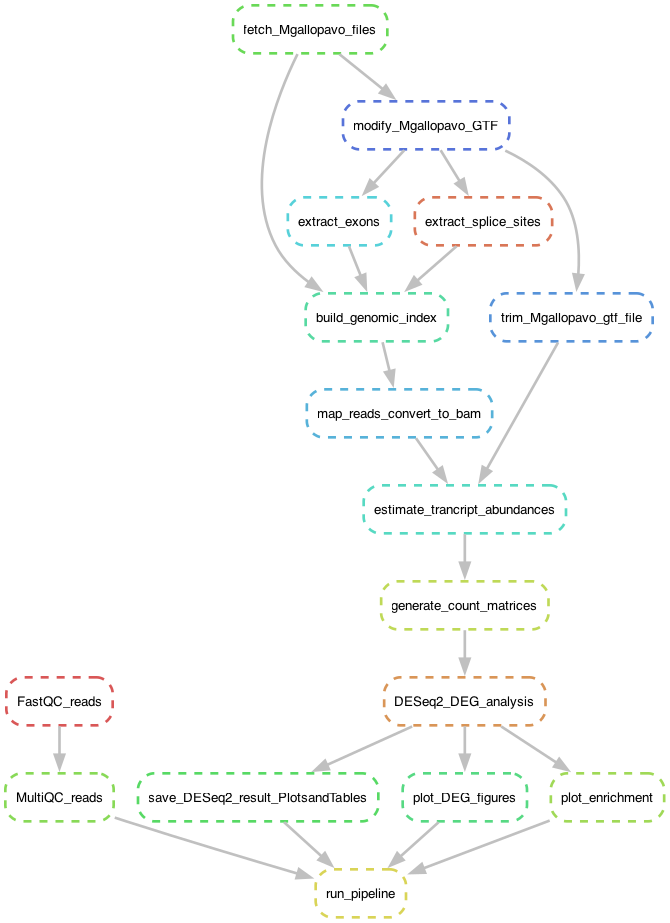 fetch_Mgallopavo_files
modify_Mgallopavo_GTF
extract_exons
extract_splice_sites
build_genomic_index
trim_Mgallopavo_gtf_file
map_reads_convert_to_bam
estimate_trancript_abundances
generate_count_matrices
FastQC_reads
DESeq2_DEG_analysis
MultiQC_reads
save_DESeq2_result_PlotsandTables
plot_DEG_figures
plot_enrichment
run_pipeline